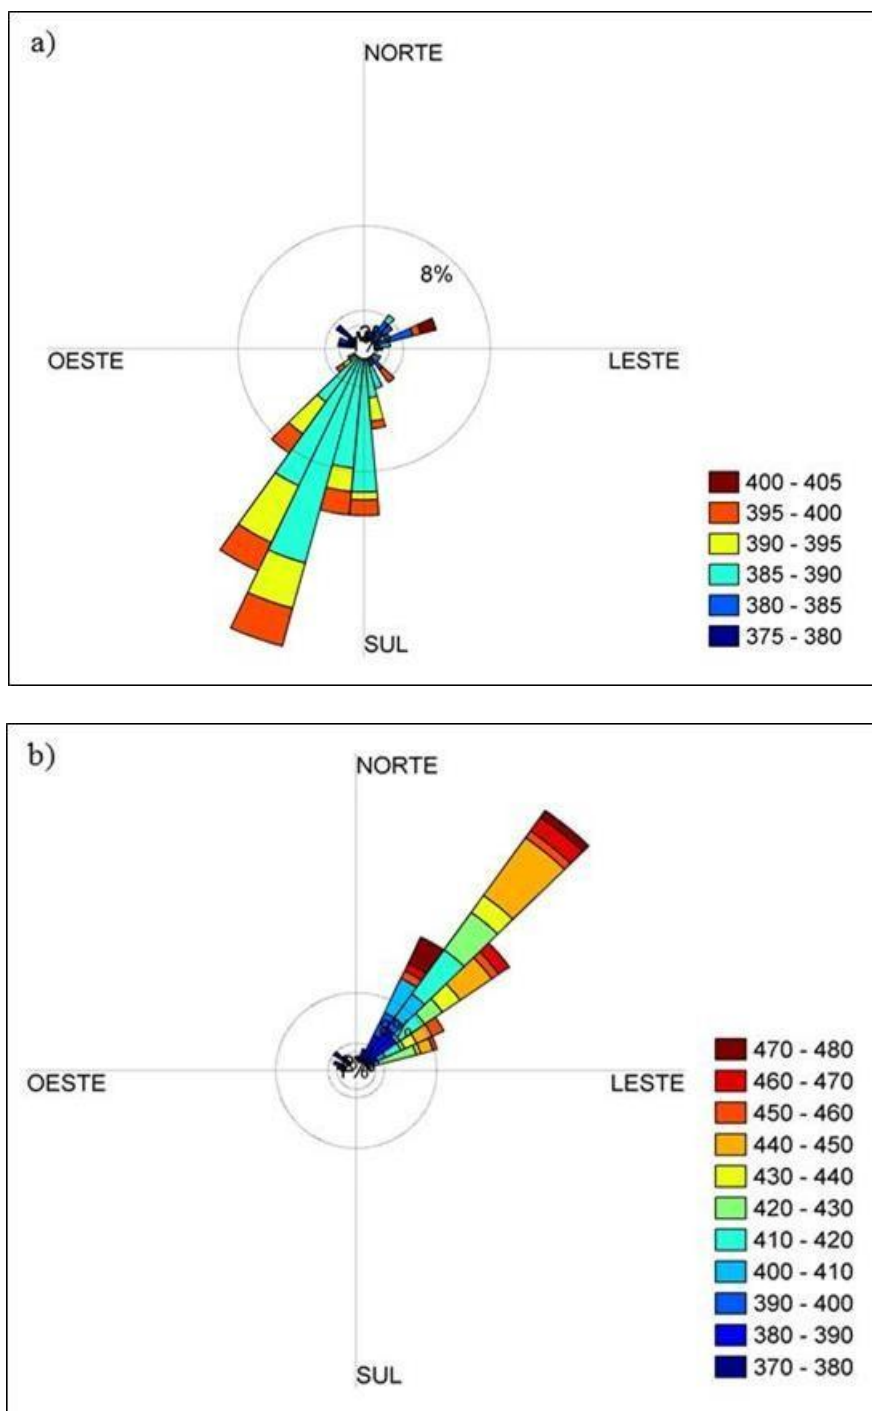 a)
NORTE
8%
OESTE
LESTE
400 - 405
395 - 400
390 - 395
385 - 390
380 - 385
375 - 380
SUL
b)
NORTE
OESTE
LESTE
470 - 480
460 - 470
450 - 460
440 - 450
430 - 440
420 - 430
410 - 420
400 - 410
390 - 400
380 - 390
370 - 380
SUL